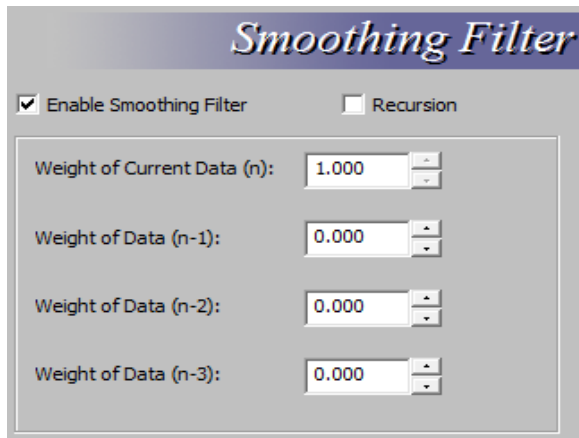 Smoothing Filter
Enable Smoothing Filter Recursion
Weight of Current Data (n): 1.000
Weight of Data (n-1): 0.000
Weight of Data (n-2): 0.000
Weight of Data (n-3): 0.000